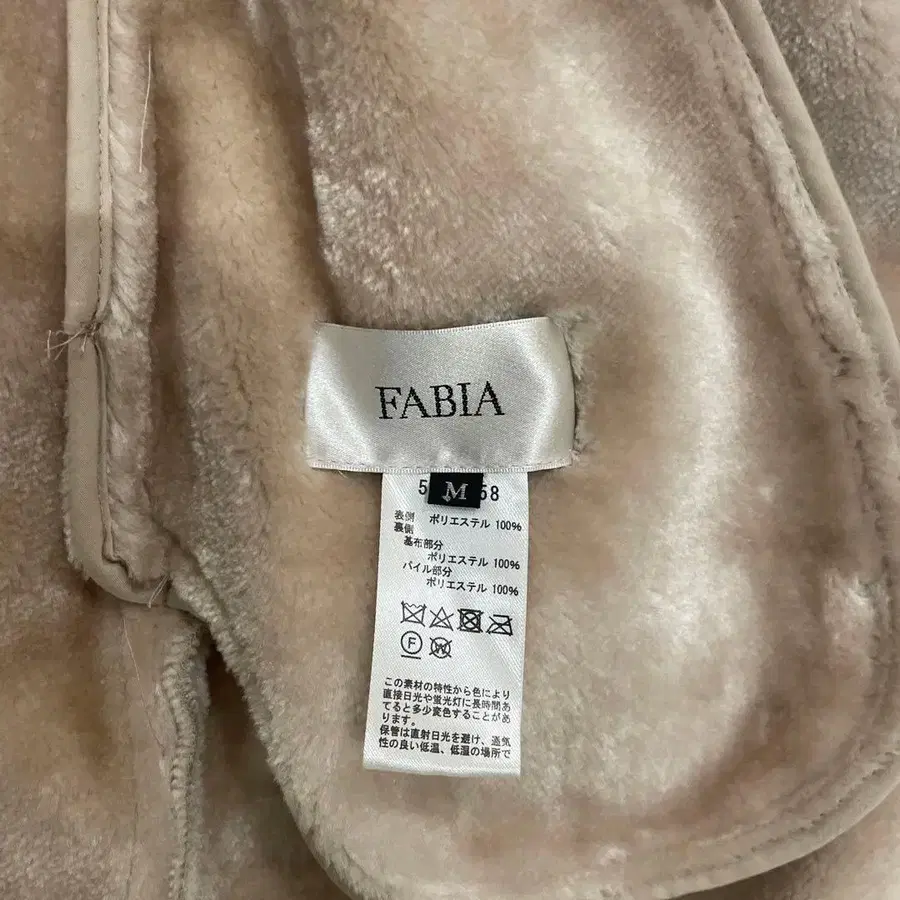 FABIA
5 M 58
表側 ポリエステル 100%
裏側
基布部分
ポリエステル 100%
パイル部分
ポリエステル 100%
F
W
この素材の特性から色により
直接日光や蛍光灯に長時間あ
てると多少変色することがあ
ります。
保管は直射日光を避け、通気
性の良い低温、低湿の場所で